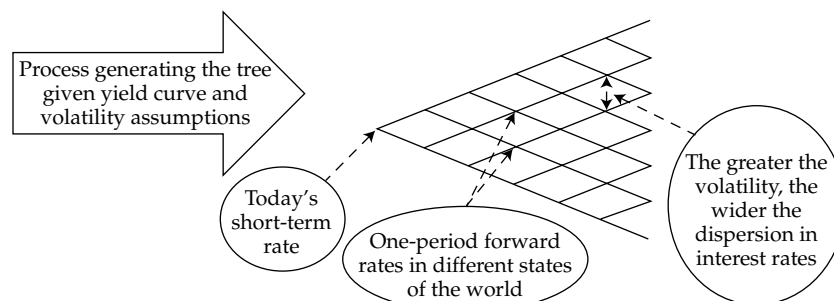 Process generating the tree
given yield curve and
volatility assumptions
Today's
short-term
rate
One-period forward
rates in different states
of the world
The greater the
volatility, the
wider the
dispersion in
interest rates